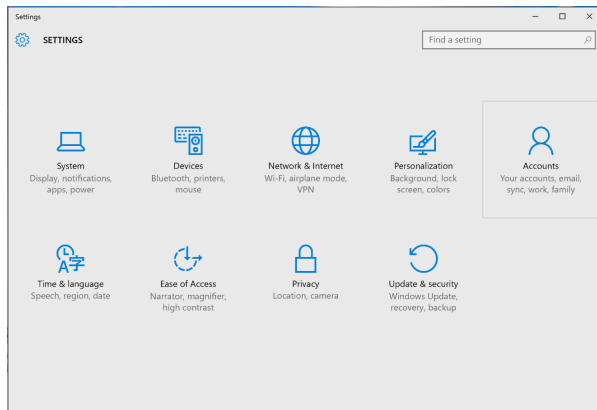 Settings
SETTINGS
Find a setting
System
Display, notifications,
apps, power
Devices
Bluetooth, printers,
mouse
Network & Internet
Wi-Fi, airplane mode,
VPN
Personalization
Background, lock
screen, colors
Accounts
Your accounts, email,
sync, work, family
A字
Time & language
Speech, region, date
Ease of Access
Narrator, magnifier,
high contrast
Privacy
Location, camera
Update & security
Windows Update,
recovery, backup